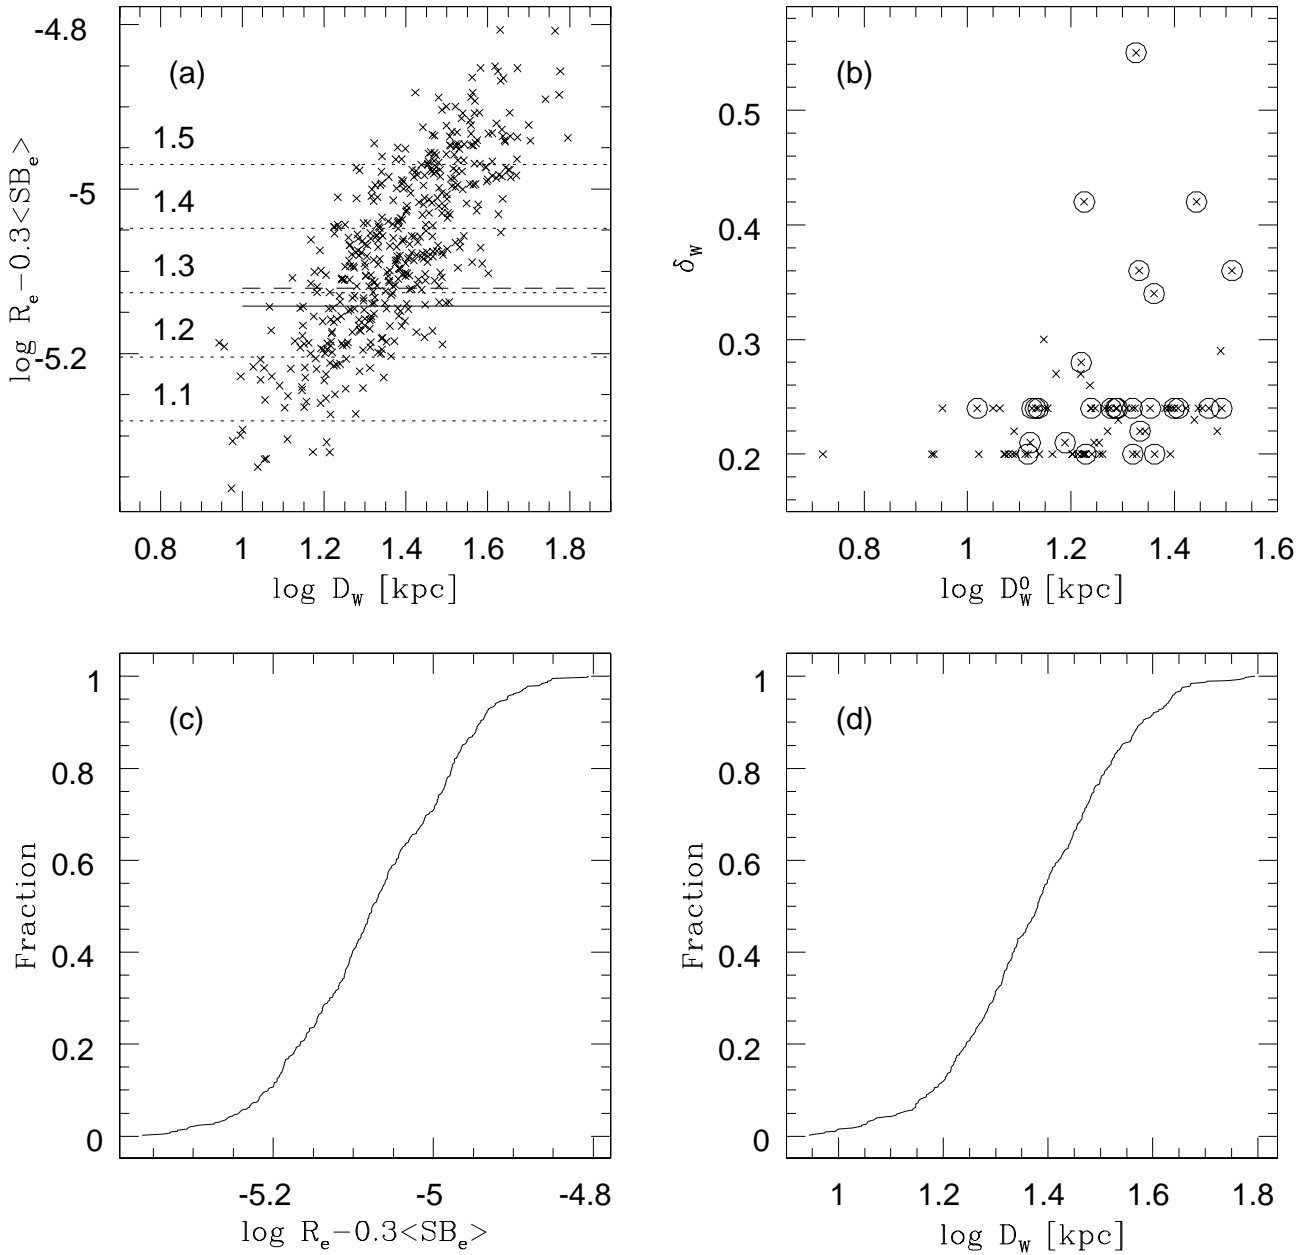 (a)
-4.8
-5
-5.2
1.5
1.4
1.3
1.2
1.1
log R_e−0.3<SB_e>
0.8 1 1.2 1.4 1.6 1.8
log D_W [kpc]
(b)
0.5
0.4
0.3
0.2
δ_W
0.8 1 1.2 1.4 1.6
log D_W^0 [kpc]
(c)
1
0.8
0.6
0.4
0.2
0
Fraction
-5.2 -5 -4.8
log R_e−0.3<SB_e>
(d)
1
0.8
0.6
0.4
0.2
0
Fraction
1 1.2 1.4 1.6 1.8
log D_W [kpc]